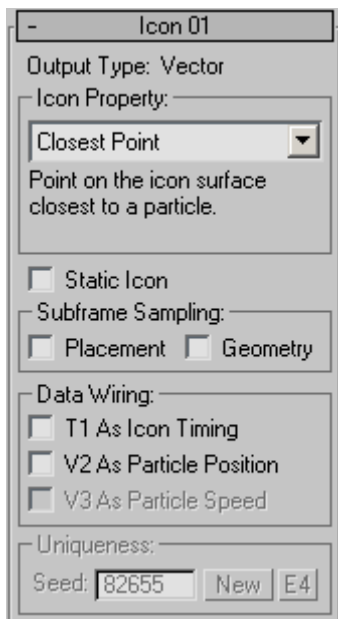 - Icon 01
Output Type: Vector
Icon Property:
Closest Point
Point on the icon surface
closest to a particle.
Static Icon
Subframe Sampling:
Placement Geometry
Data Wiring:
T1 As Icon Timing
V2 As Particle Position
V3 As Particle Speed
Uniqueness:
Seed: 82655 New E4